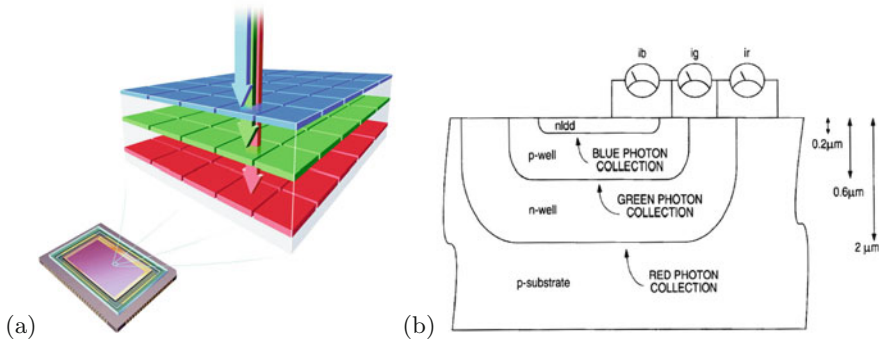 (a)
(b)
ib ig ir
nldd
p-well
BLUE PHOTON
COLLECTION
GREEN PHOTON
COLLECTION
n-well
RED PHOTON
COLLECTION
p-substrate
0.2μm
0.6μm
2 μm